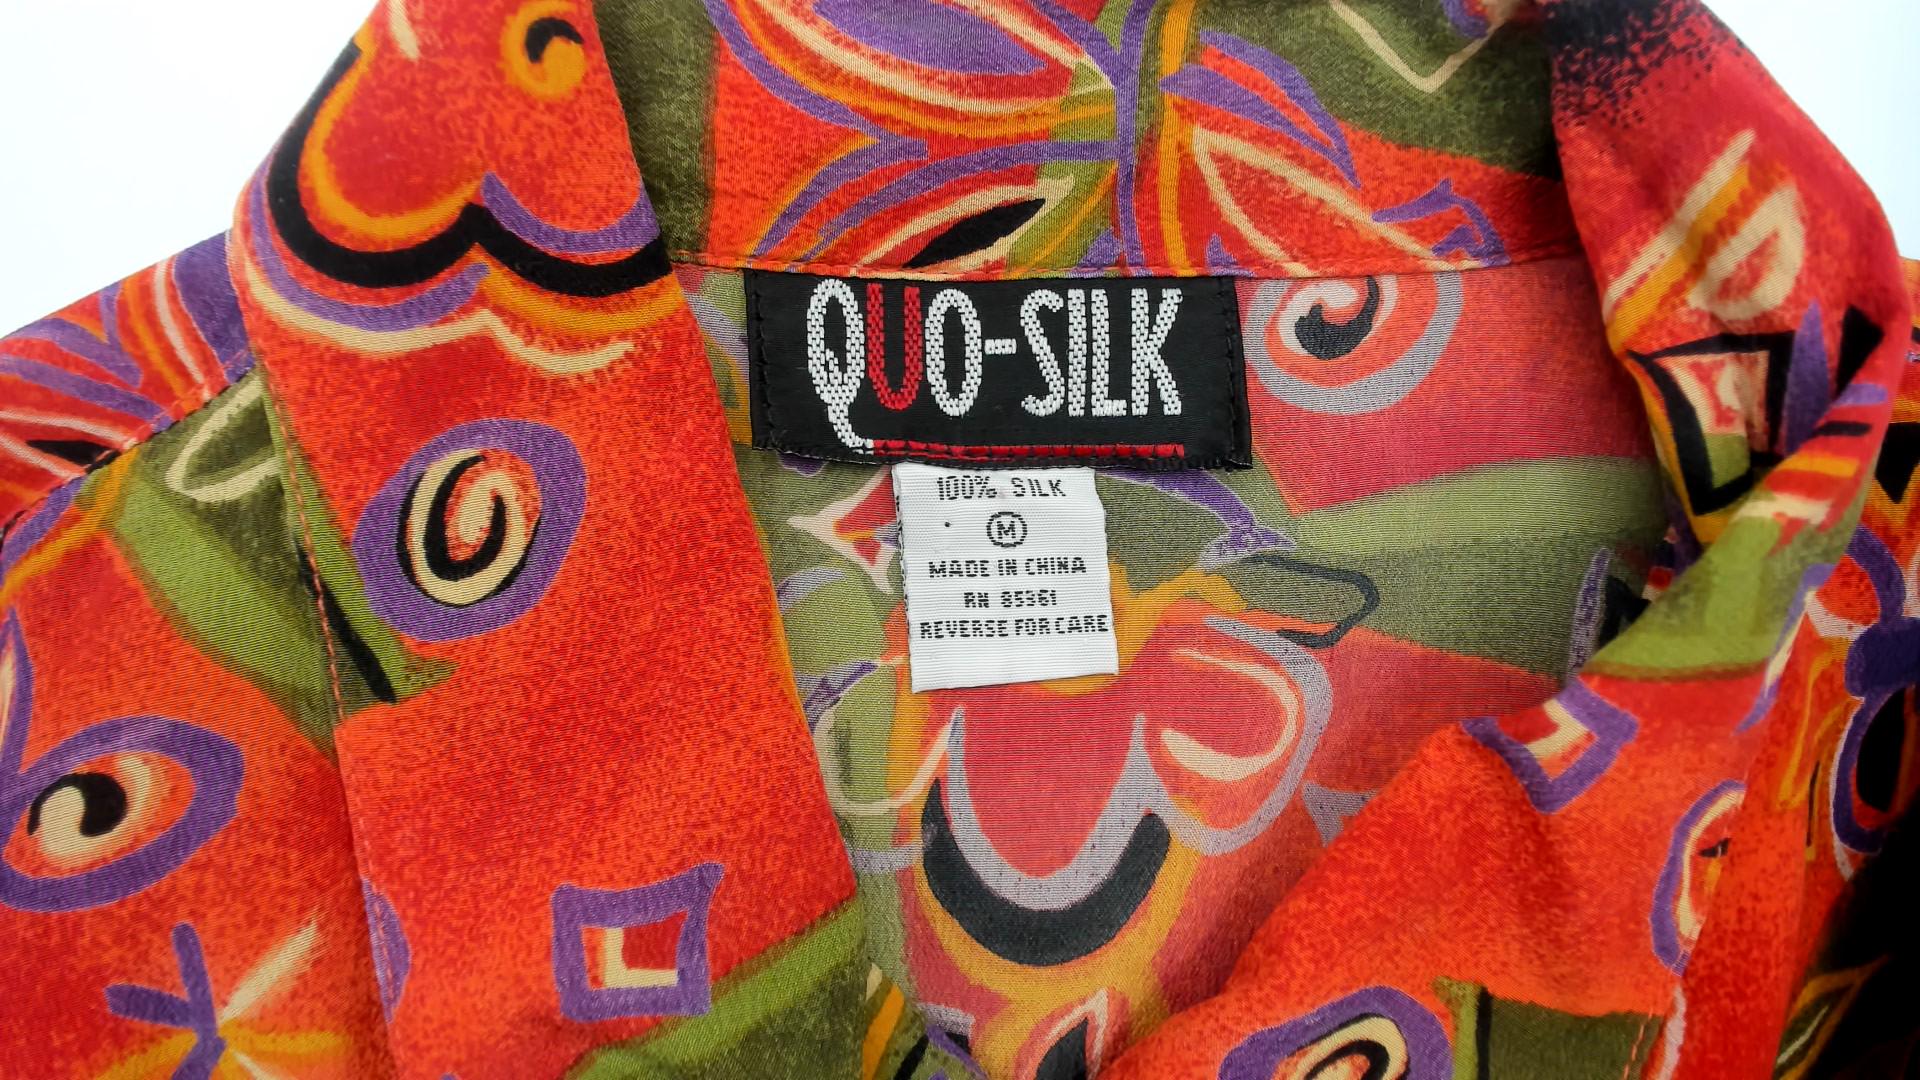 QUO-SILK
100% SILK
M
MADE IN CHINA
RN 85961
REVERSE FOR CARE